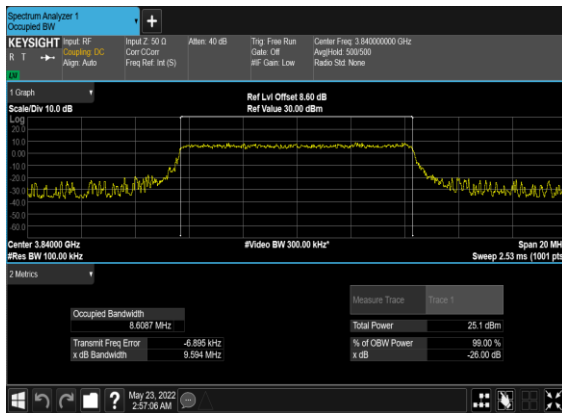 Spectrum Analyzer 1
Occupied BW
KEYSIGHT
R T
Input: RF
Coupling: DC
Align: Auto
Input Z: 50 Ω
Corr CCorr
Freq Ref: Int (S)
Atten: 40 dB
Trig: Free Run
Gate: Off
#IF Gain: Low
Center Freq: 3.840000000 GHz
Avg|Hold: 500/500
Radio Std: None
1 Graph
Scale/Div 10.0 dB
Ref Lvl Offset 8.60 dB
Ref Value 30.00 dBm
Log
20.0
10.0
0.00
-10.0
-20.0
-30.0
-40.0
-50.0
-60.0
Center 3.84000 GHz
#Res BW 100.00 kHz
#Video BW 300.00 kHz*
Span 20 MH
Sweep 2.53 ms (1001 pts
2 Metrics
Measure Trace
Trace 1
Occupied Bandwidth
8.6087 MHz
Total Power
25.1 dBm
Transmit Freq Error
-6.895 kHz
% of OBW Power
99.00 %
x dB Bandwidth
9.594 MHz
x dB
-26.00 dB
?
May 23, 2022
2:57:06 AM